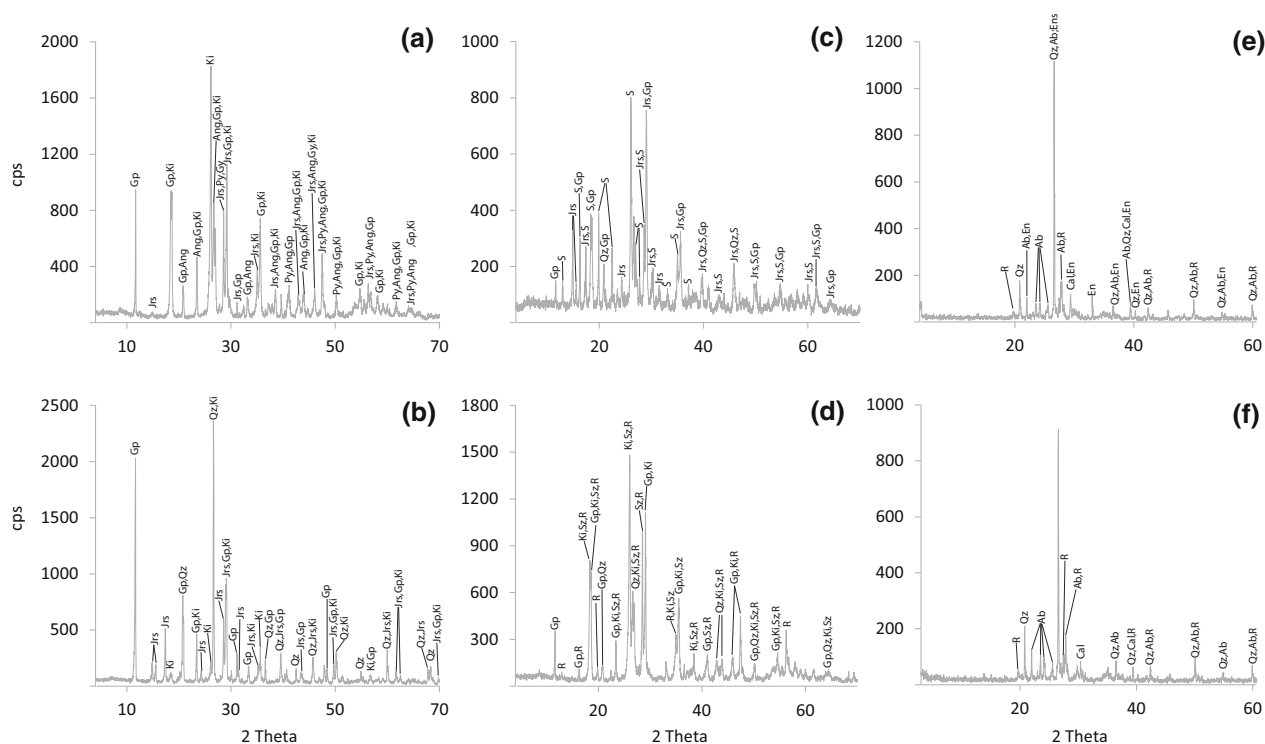 (a)
cps
2000
1600
1200
800
400
10
30
50
70
Gp
Jrs
Gp,Ki
Gp,Ang
Ang,Gp,Ki
Ki
Ang,Gp,Ki
Jrs,Py,Gy
Jrs,Gp,Ki
Jrs,Gp
Gp,Ang
Jrs,Ki
Gp,Ki
Jrs,Ang,Gp,Ki
Py,Ang,Gp
Jrs,Ang,Gp,Ki
Ang,Gp,Ki
Jrs,Ang,Gy,Ki
Jrs,Py,Ang,Gp,Ki
Py,Ang,Gp,Ki
Gp,Ki
Jrs,Py,Ang,Gp
Gp,Ki
Py,Ang,Gp,Ki
Jrs,Py,Ang
,Gp,Ki
(c)
1000
800
600
400
200
20
40
60
Gp
S
Jrs
S,Gp
Jrs,S
S,Gp
S
Qz,Gp
Jrs
S
S
Jrs,S
Jrs,Gp
Jrs,S
Jrs
S
S
Jrs,Gp
S
Jrs,Qz,S,Gp
Jrs,S
Jrs,Qz,S
Jrs,S,Gp
Jrs,S,Gp
Jrs,S
Jrs,S,Gp
Jrs,Gp
(e)
1200
1000
800
600
400
200
20
40
60
R
Qz
Ab,En
Ab
Qz,Ab;Ens
Ab,R
Cal,En
En
Qz,Ab,En
Ab,Qz,Cal,En
Qz,En
Qz,Ab,R
Qz,Ab,R
Qz,Ab,En
Qz,Ab,R
(b)
cps
2500
2000
1500
1000
500
10
30
50
70
2 Theta
Gp
Jrs
Jrs
Ki
Gp,Qz
Gp,Ki
Jrs
Ki
Qz,Ki
Jrs
Jrs,Gp,Ki
Gp
Jrs
Gp
Jrs,Ki
Ki
Qz,Gp
Qz,Jrs,Gp
Qz
Jrs,Gp
Qz,Jrs,Ki
Gp
Jrs,Gp,Ki
Qz,Ki
Qz
Ki,Gp
Qz,Jrs,Ki
Jrs,Gp,Ki
Qz,Jrs
Qz
Jrs,Gp,Ki
(d)
1800
1500
1200
900
600
300
20
40
60
2 Theta
Gp
R
Gp,R
Ki,Sz,R
Gp,Ki,Sz,R
R
Gp,Qz
Gp,Ki,Sz,R
Ki,Sz,R
Qz,Ki,Sz,R
Sz,R
Gp,Ki
R,Ki,Sz
Gp,Ki,Sz
Ki,Sz,R
Gp,Sz,R
Qz,Ki,Sz,R
Gp,Ki,R
Gp,Qz,Ki,Sz,R
Gp,Ki,Sz,R
R
Gp,Qz,Ki,Sz
(f)
1000
800
600
400
200
20
40
60
2 Theta
R
Qz
Ab
R
Ab,R
Cal
Qz,Ab
Qz,Cal,R
Qz,Ab,R
Qz,Ab,R
Qz,Ab
Qz,Ab,R